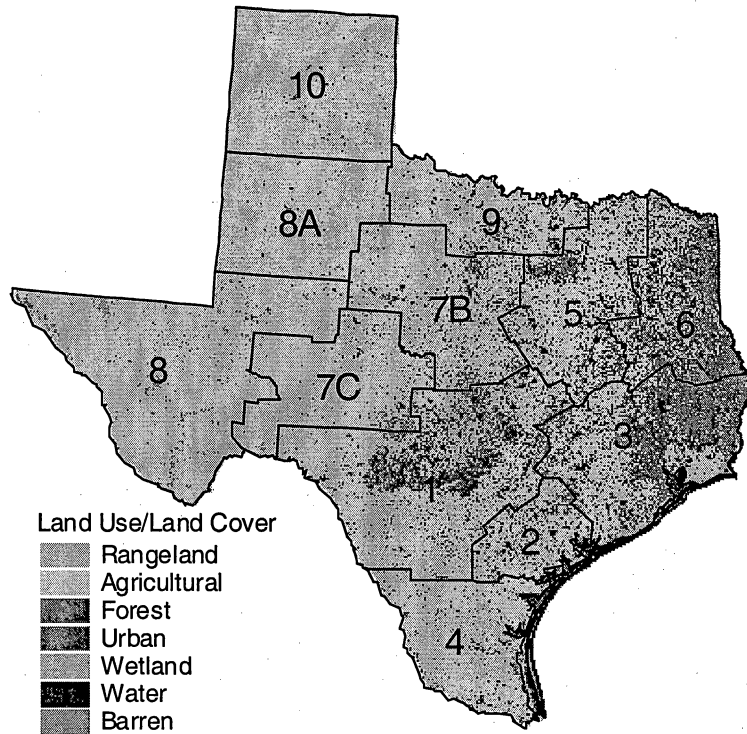 10
8A
9
7B
5
6
8
7C
3
1
2
4
Land Use/Land Cover
Rangeland
Agricultural
Forest
Urban
Wetland
Water
Barren